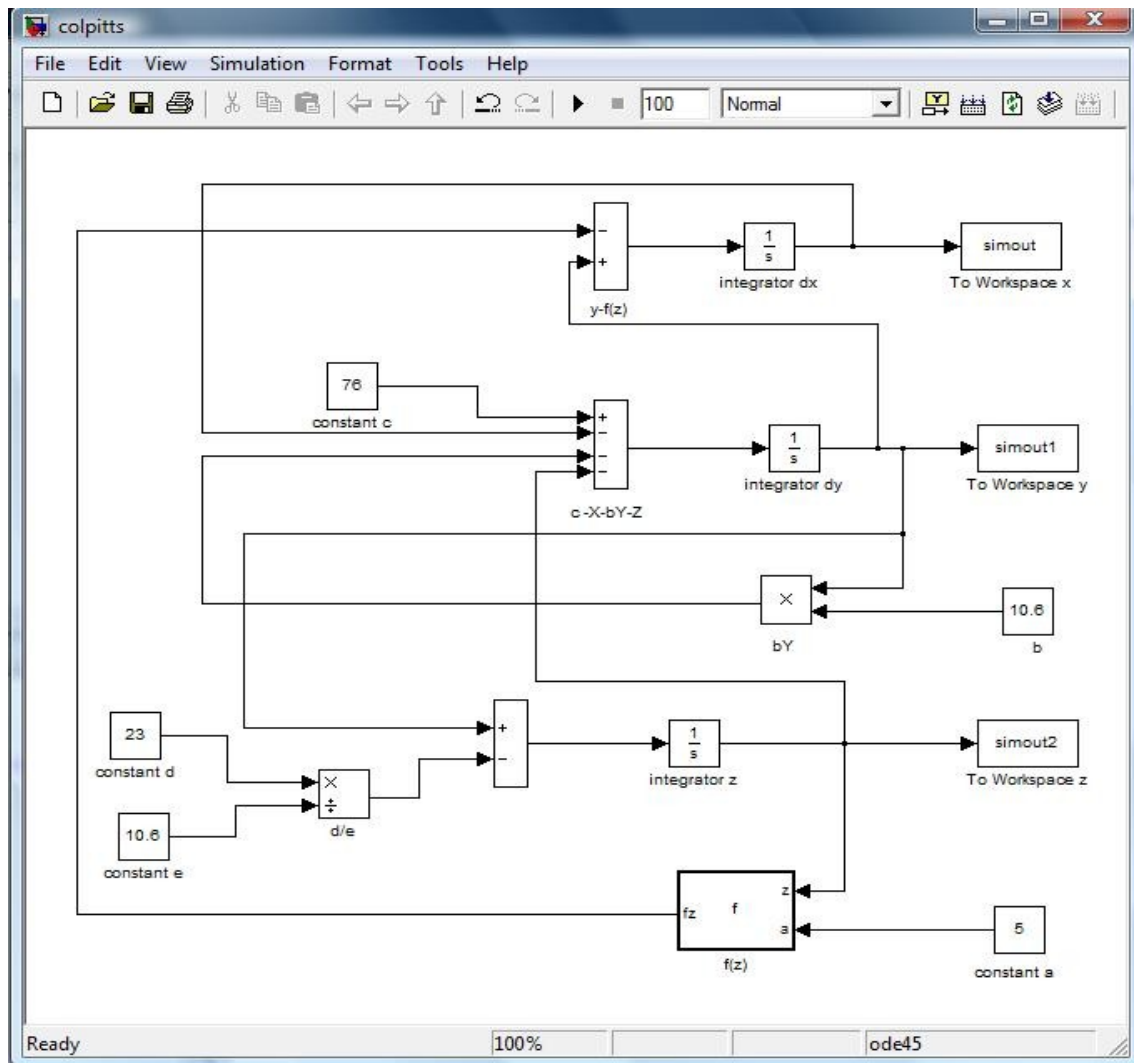 colpitts
File Edit View Simulation Format Tools Help
100 Normal
− 1/s simout
+ integrator dx To Workspace x
y-f(z)
76
constant c
+
−
−
−
1/s simout1
integrator dy To Workspace y
c-X-bY-Z
× 10.6
bY b
23 + 1/s simout2
constant d − integrator z To Workspace z
×
÷
d/e
10.6
constant e
z
fz f
a 5
f(z) constant a
Ready 100% ode45